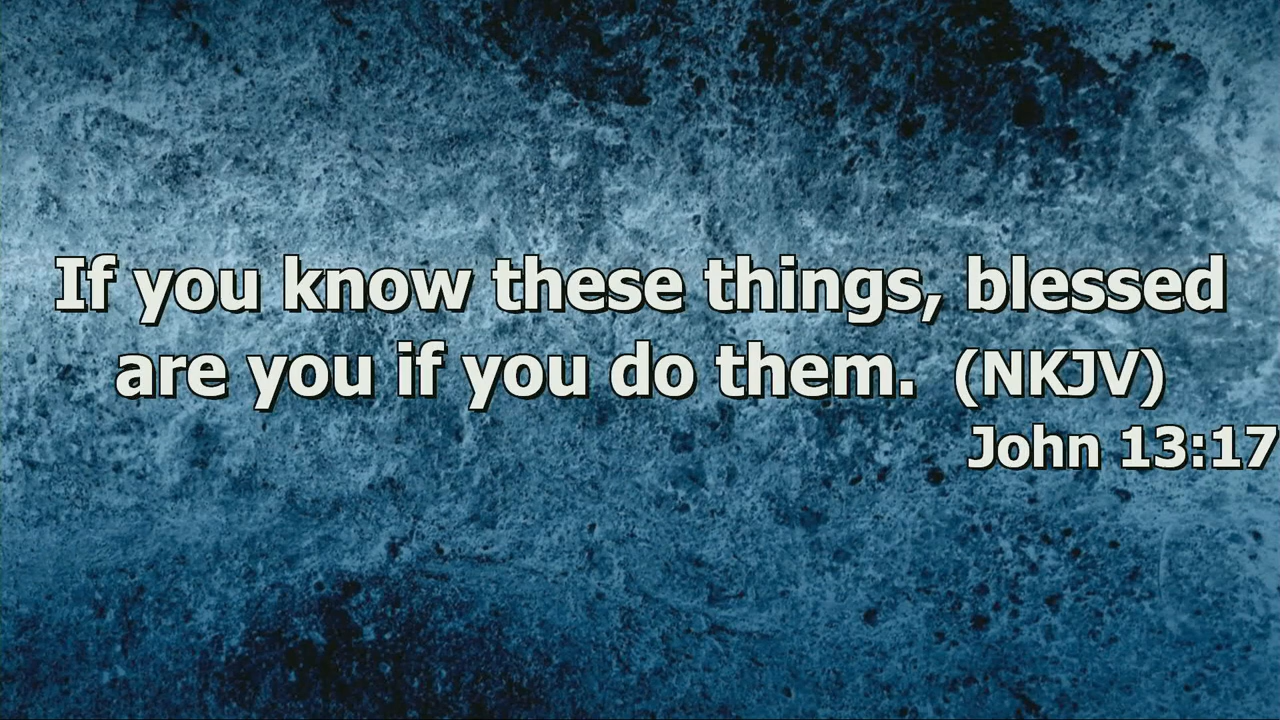 If you know these things, blessed
are you if you do them. (NKJV)
John 13:17